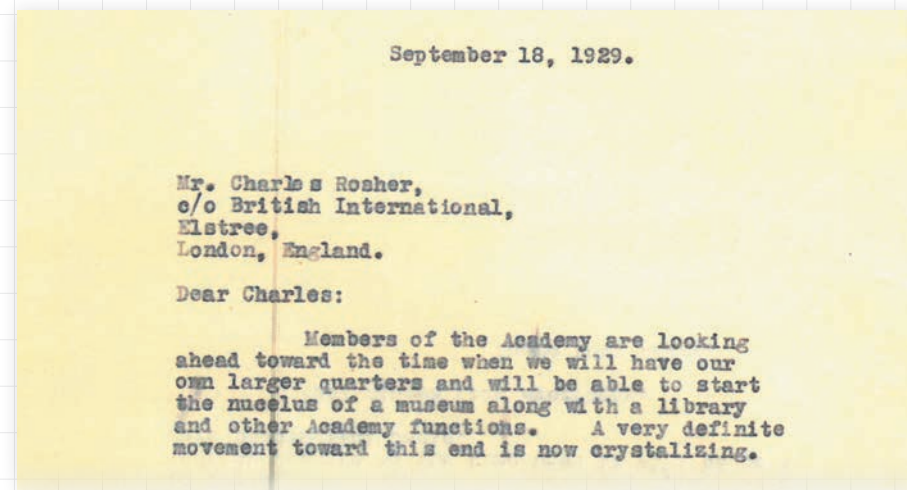 September 18, 1929.
Mr. Charles Rosher,
c/o British International,
Elstree,
London, England.
Dear Charles:
Members of the Academy are looking
ahead toward the time when we will have our
own larger quarters and will be able to start
the nucelus of a museum along with a library
and other Academy functions. A very definite
movement toward this end is now crystalizing.